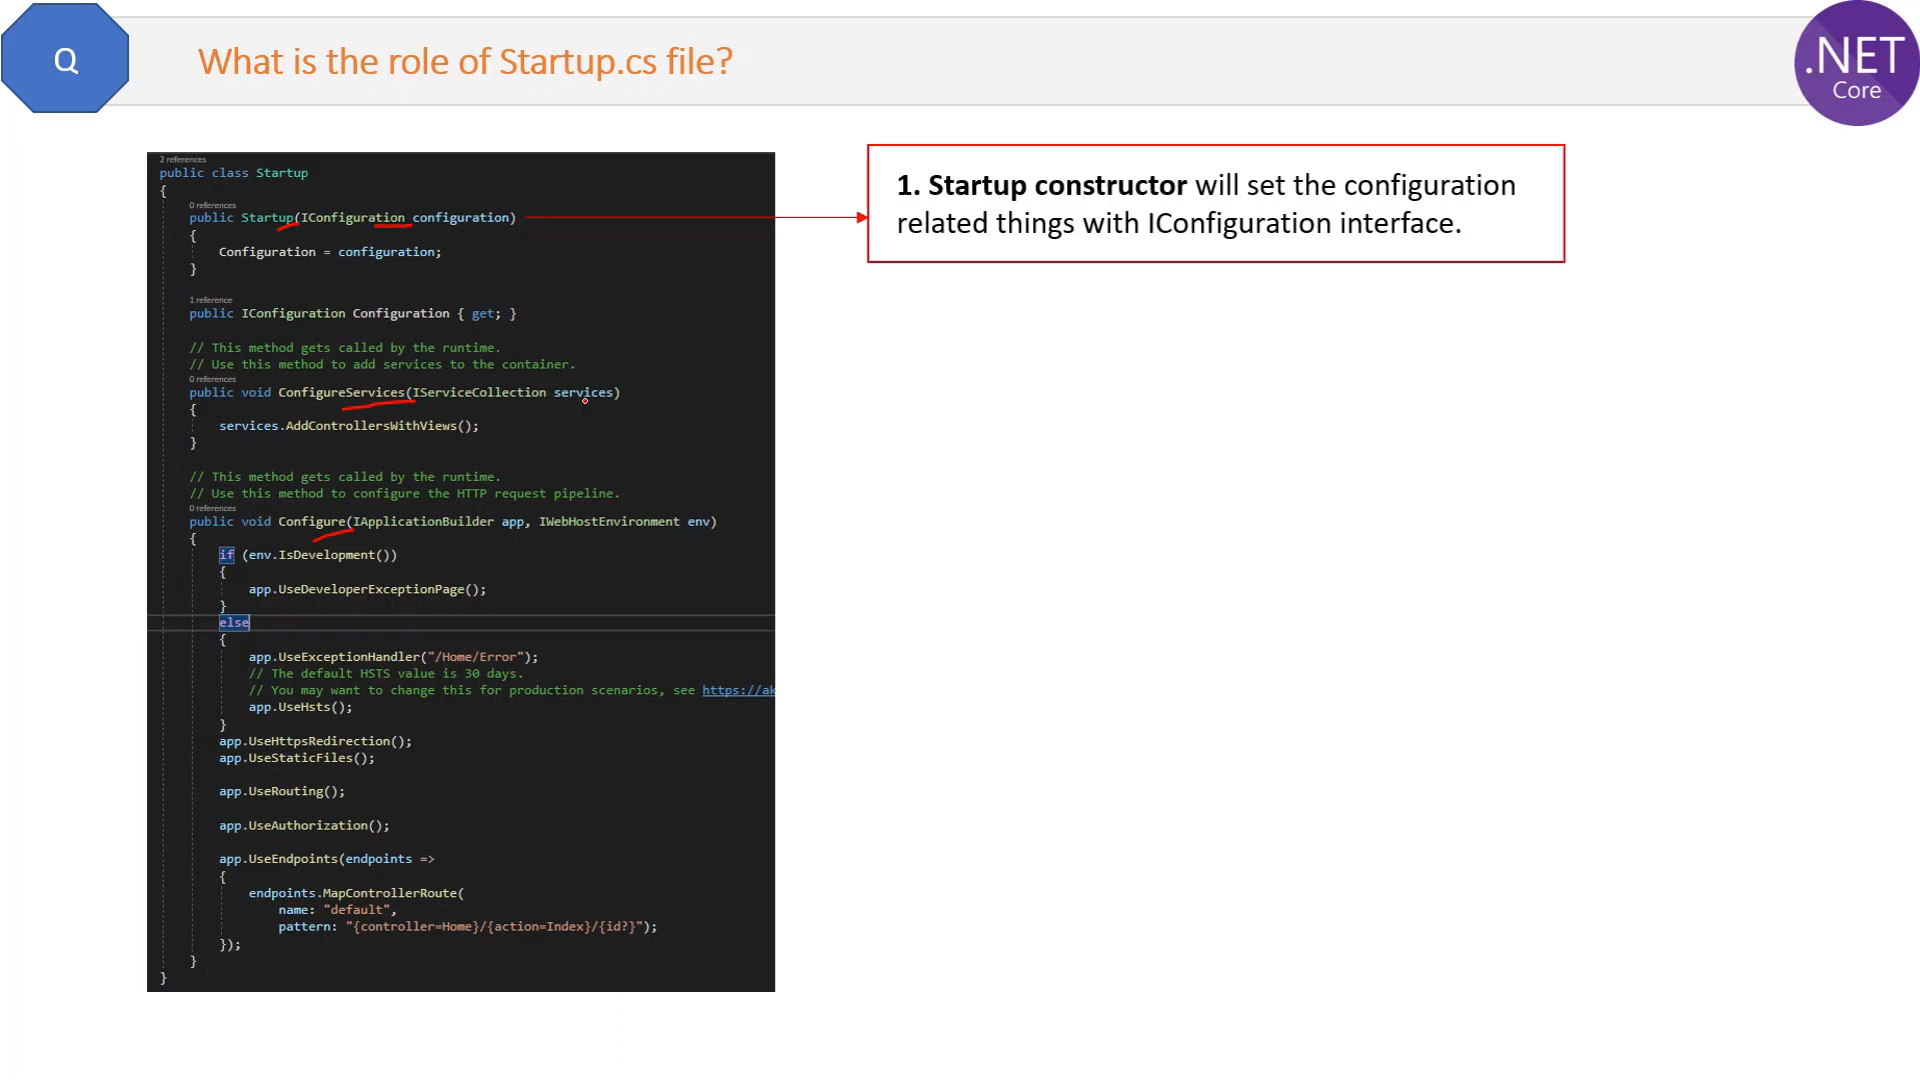 Q
What is the role of Startup.cs file?
.NET
Core
2 references
public class Startup
{
0 references
public Startup(IConfiguration configuration)
{
Configuration = configuration;
}
1 reference
public IConfiguration Configuration { get; }
// This method gets called by the runtime.
// Use this method to add services to the container.
0 references
public void ConfigureServices(IServiceCollection services)
{
services.AddControllersWithViews();
}
// This method gets called by the runtime.
// Use this method to configure the HTTP request pipeline.
0 references
public void Configure(IApplicationBuilder app, IWebHostEnvironment env)
{
if (env.IsDevelopment())
{
app.UseDeveloperExceptionPage();
}
else
{
app.UseExceptionHandler("/Home/Error");
// The default HSTS value is 30 days.
// You may want to change this for production scenarios, see https://ak
app.UseHsts();
}
app.UseHttpsRedirection();
app.UseStaticFiles();
app.UseRouting();
app.UseAuthorization();
app.UseEndpoints(endpoints =>
{
endpoints.MapControllerRoute(
name: "default",
pattern: "{controller=Home}/{action=Index}/{id?}");
});
}
}
1. Startup constructor will set the configuration
related things with IConfiguration interface.